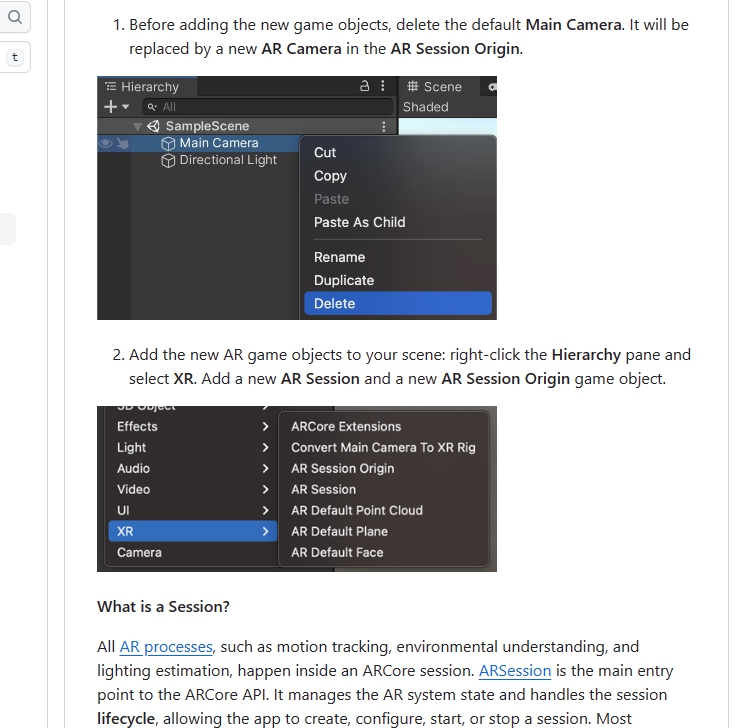 t
1. Before adding the new game objects, delete the default Main Camera. It will be
replaced by a new AR Camera in the AR Session Origin.
Hierarchy
Scene
All
Shaded
SampleScene
Main Camera
Directional Light
Cut
Copy
Paste
Paste As Child
Rename
Duplicate
Delete
2. Add the new AR game objects to your scene: right-click the Hierarchy pane and
select XR. Add a new AR Session and a new AR Session Origin game object.
3D Object
Effects
Light
Audio
Video
UI
XR
Camera
ARCore Extensions
Convert Main Camera To XR Rig
AR Session Origin
AR Session
AR Default Point Cloud
AR Default Plane
AR Default Face
What is a Session?
All AR processes, such as motion tracking, environmental understanding, and
lighting estimation, happen inside an ARCore session. ARSession is the main entry
point to the ARCore API. It manages the AR system state and handles the session
lifecycle, allowing the app to create, configure, start, or stop a session. Most